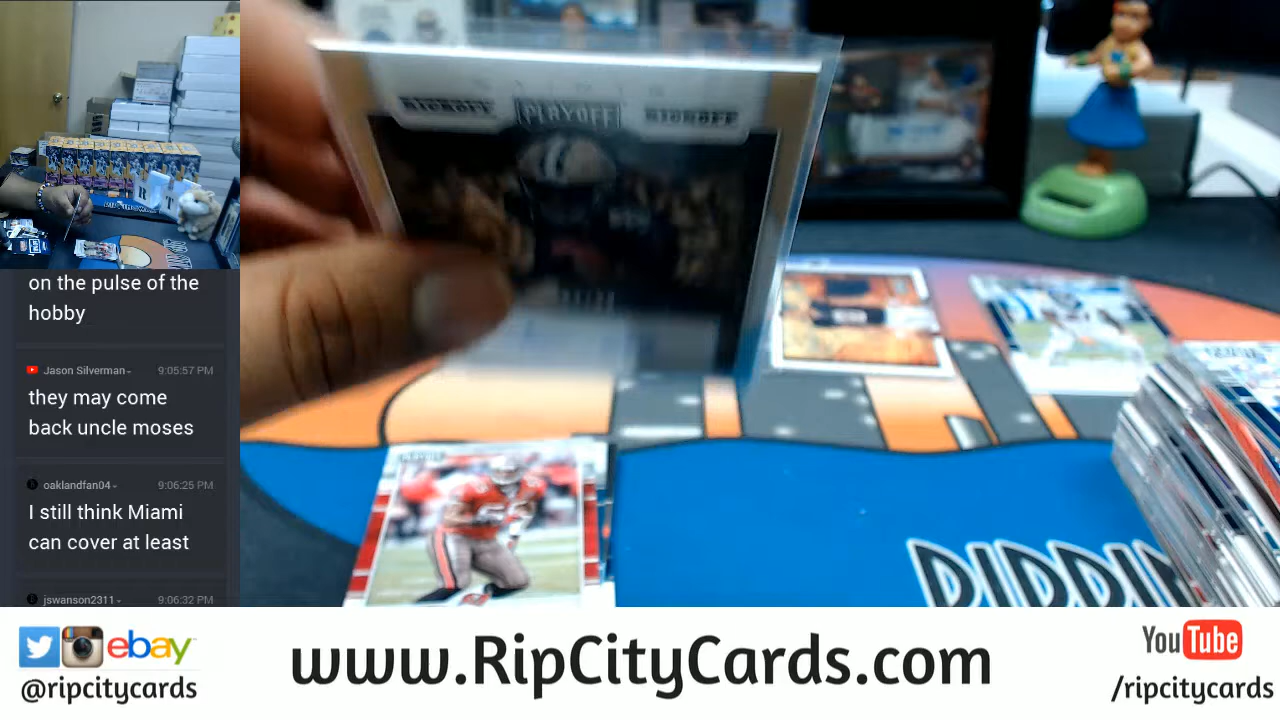 KICKOFF PLAYOFF KICKOFF
on the pulse of the
hobby
Jason Silverman 9:05:57 PM
they may come
back uncle moses
oaklandfan04 9:06:25 PM
I still think Miami
can cover at least
jswanson2311 9:06:32 PM
R T
ebay
@ripcitycards
www.RipCityCards.com
YouTube
/ripcitycards